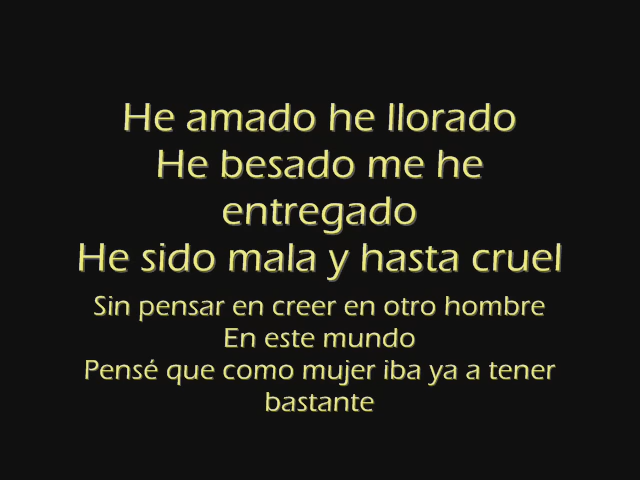 He amado he llorado
He besado me he
entregado
He sido mala y hasta cruel
Sin pensar en creer en otro hombre
En este mundo
Pensé que como mujer iba ya a tener
bastante